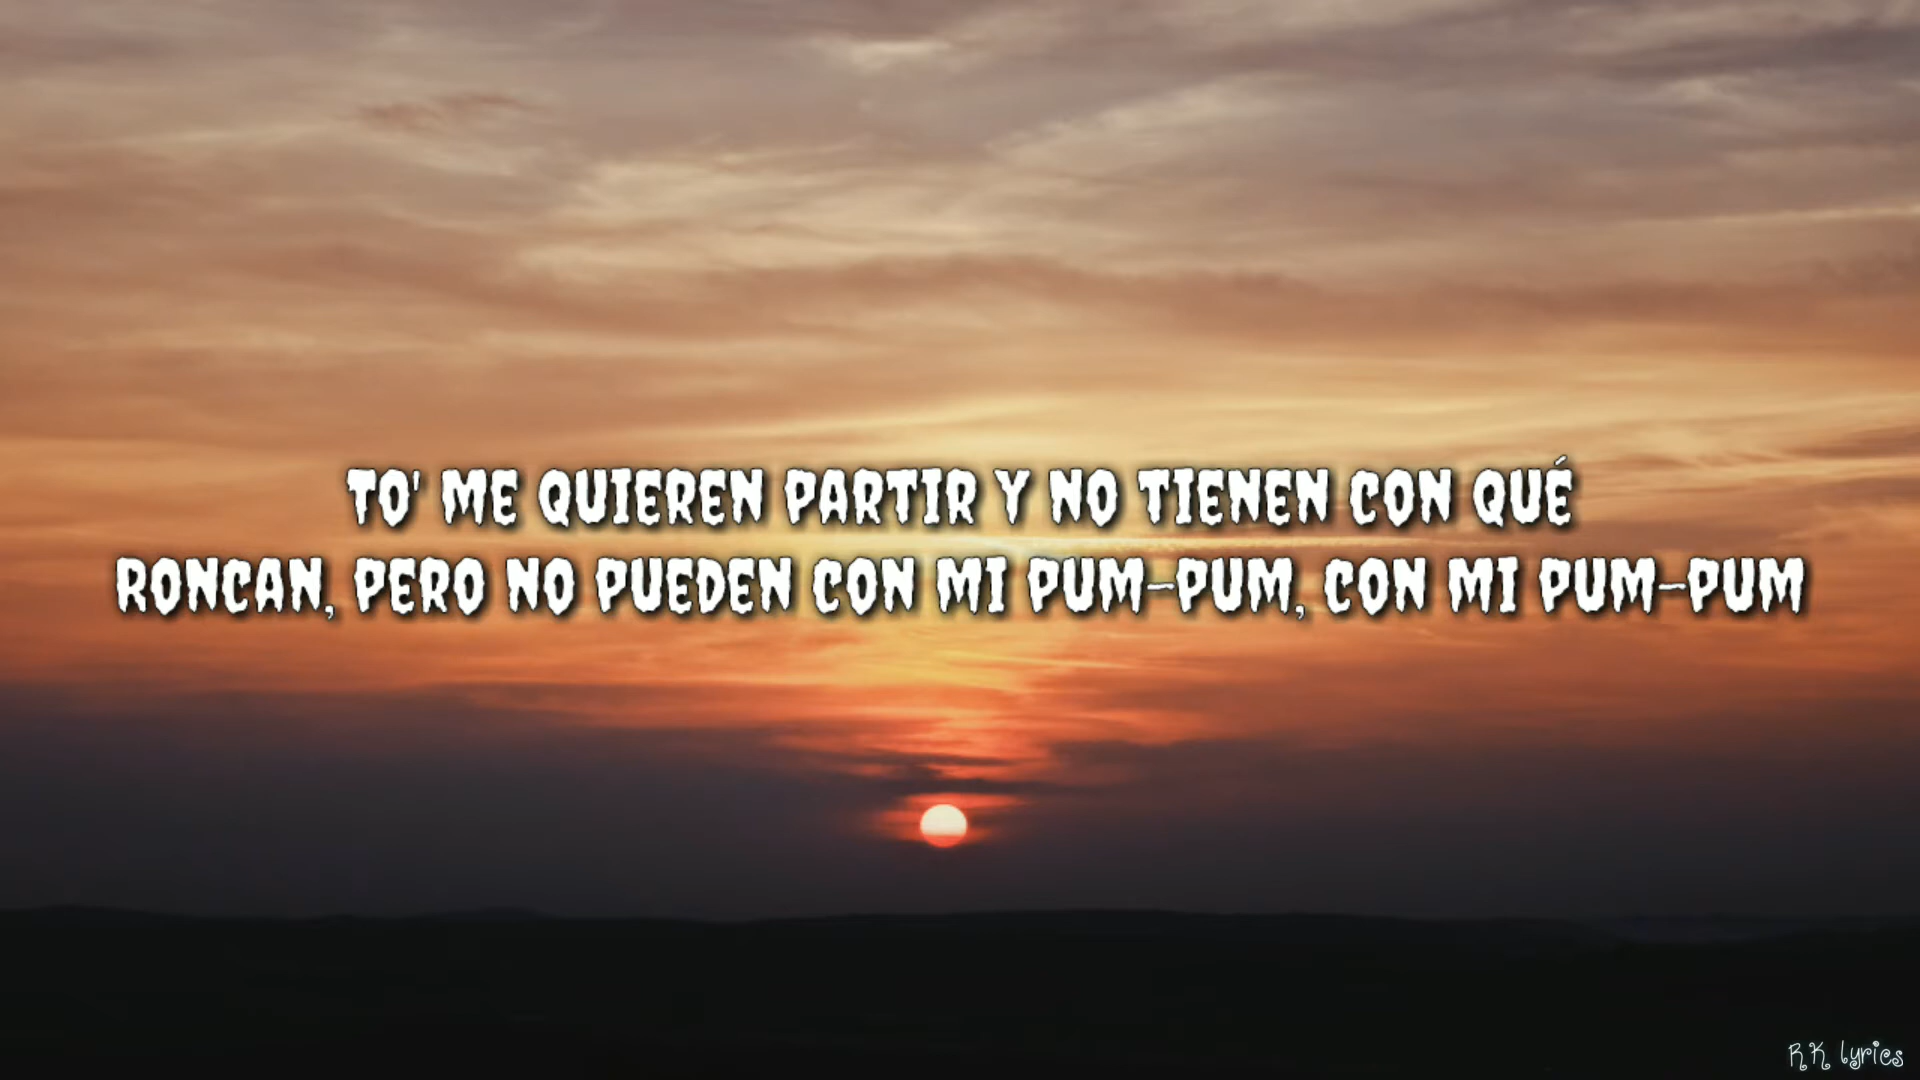 TO' ME QUIEREN PARTIR Y NO TIENEN CON QUÉ
RONCAN, PERO NO PUEDEN CON MI PUM-PUM, CON MI PUM-PUM
RK lyrics